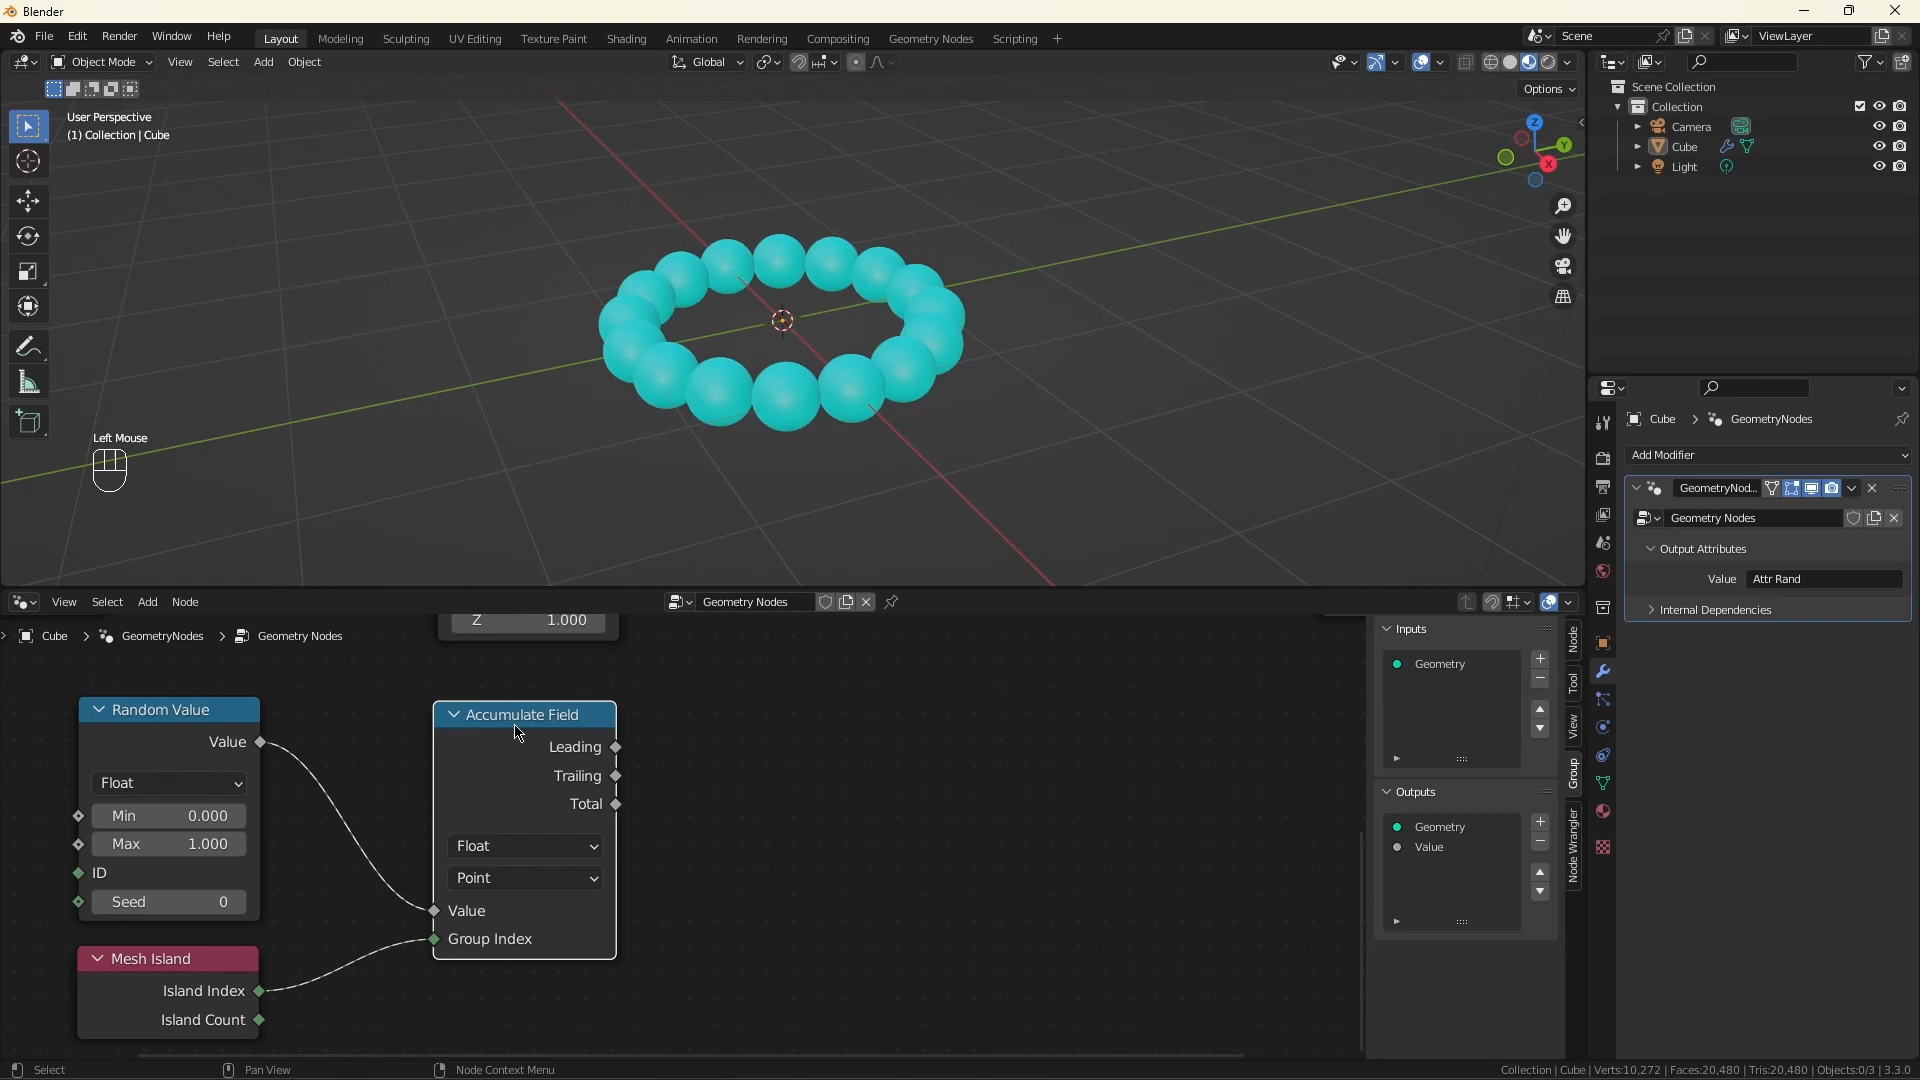 Blender
File Edit Render Window Help
Layout Modeling Sculpting UV Editing Texture Paint Shading Animation Rendering Compositing Geometry Nodes Scripting +
Scene
ViewLayer
Object Mode View Select Add Object
Global
Options
User Perspective
(1) Collection | Cube
Z
Y
X
Left Mouse
Scene Collection
Collection
Camera
Cube
Light
Cube > GeometryNodes
Add Modifier
GeometryNod...
Geometry Nodes
Output Attributes
Value Attr Rand
Internal Dependencies
View Select Add Node
Geometry Nodes
Cube > GeometryNodes > Geometry Nodes
Z 1.000
Random Value
Value
Float
Min 0.000
Max 1.000
ID
Seed 0
Mesh Island
Island Index
Island Count
Accumulate Field
Leading
Trailing
Total
Float
Point
Value
Group Index
Inputs
Geometry
Outputs
Geometry
Value
Node
Tool
View
Group
Node Wrangler
Select
Pan View
Node Context Menu
Collection | Cube | Verts:10,272 | Faces:20,480 | Tris:20,480 | Objects:0/3 | 3.3.0